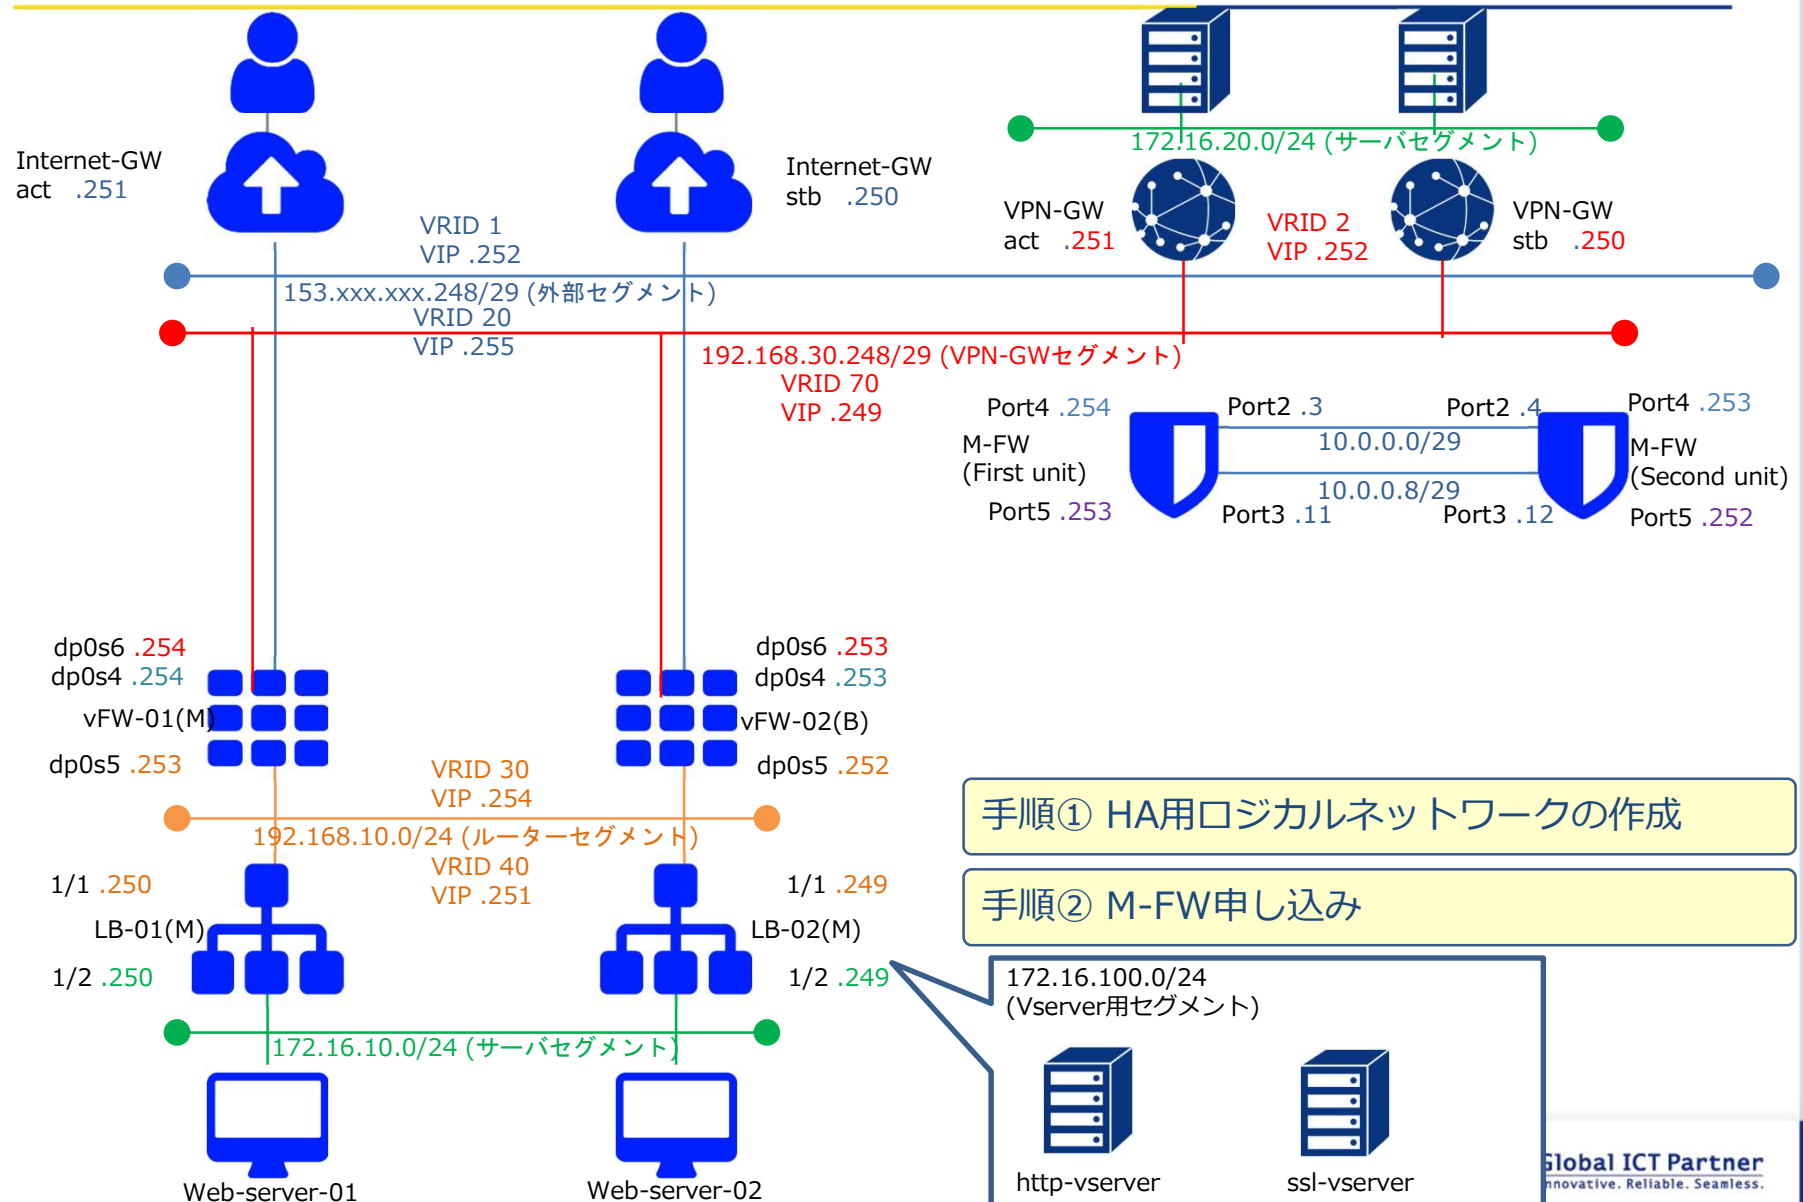 Internet-GW
act .251
Internet-GW
stb .250
172.16.20.0/24 (サーバセグメント)
VPN-GW
act .251
VRID 2
VIP .252
VPN-GW
stb .250
VRID 1
VIP .252
153.xxx.xxx.248/29 (外部セグメント)
VRID 20
VIP .255
192.168.30.248/29 (VPN-GWセグメント)
VRID 70
VIP .249
Port4 .254
Port2 .3
Port2 .4
Port4 .253
M-FW
(First unit)
10.0.0.0/29
M-FW
(Second unit)
10.0.0.8/29
Port5 .253
Port3 .11
Port3 .12
Port5 .252
dp0s6 .254
dp0s4 .254
vFW-01(M)
dp0s5 .253
dp0s6 .253
dp0s4 .253
vFW-02(B)
dp0s5 .252
VRID 30
VIP .254
192.168.10.0/24 (ルーターセグメント)
VRID 40
VIP .251
1/1 .250
LB-01(M)
1/2 .250
1/1 .249
LB-02(M)
1/2 .249
手順① HA用ロジカルネットワークの作成
手順② M-FW申し込み
172.16.100.0/24
(Vserver用セグメント)
http-vserver
ssl-vserver
172.16.10.0/24 (サーバセグメント)
Web-server-01
Web-server-02
Global ICT Partner
Innovative. Reliable. Seamless.